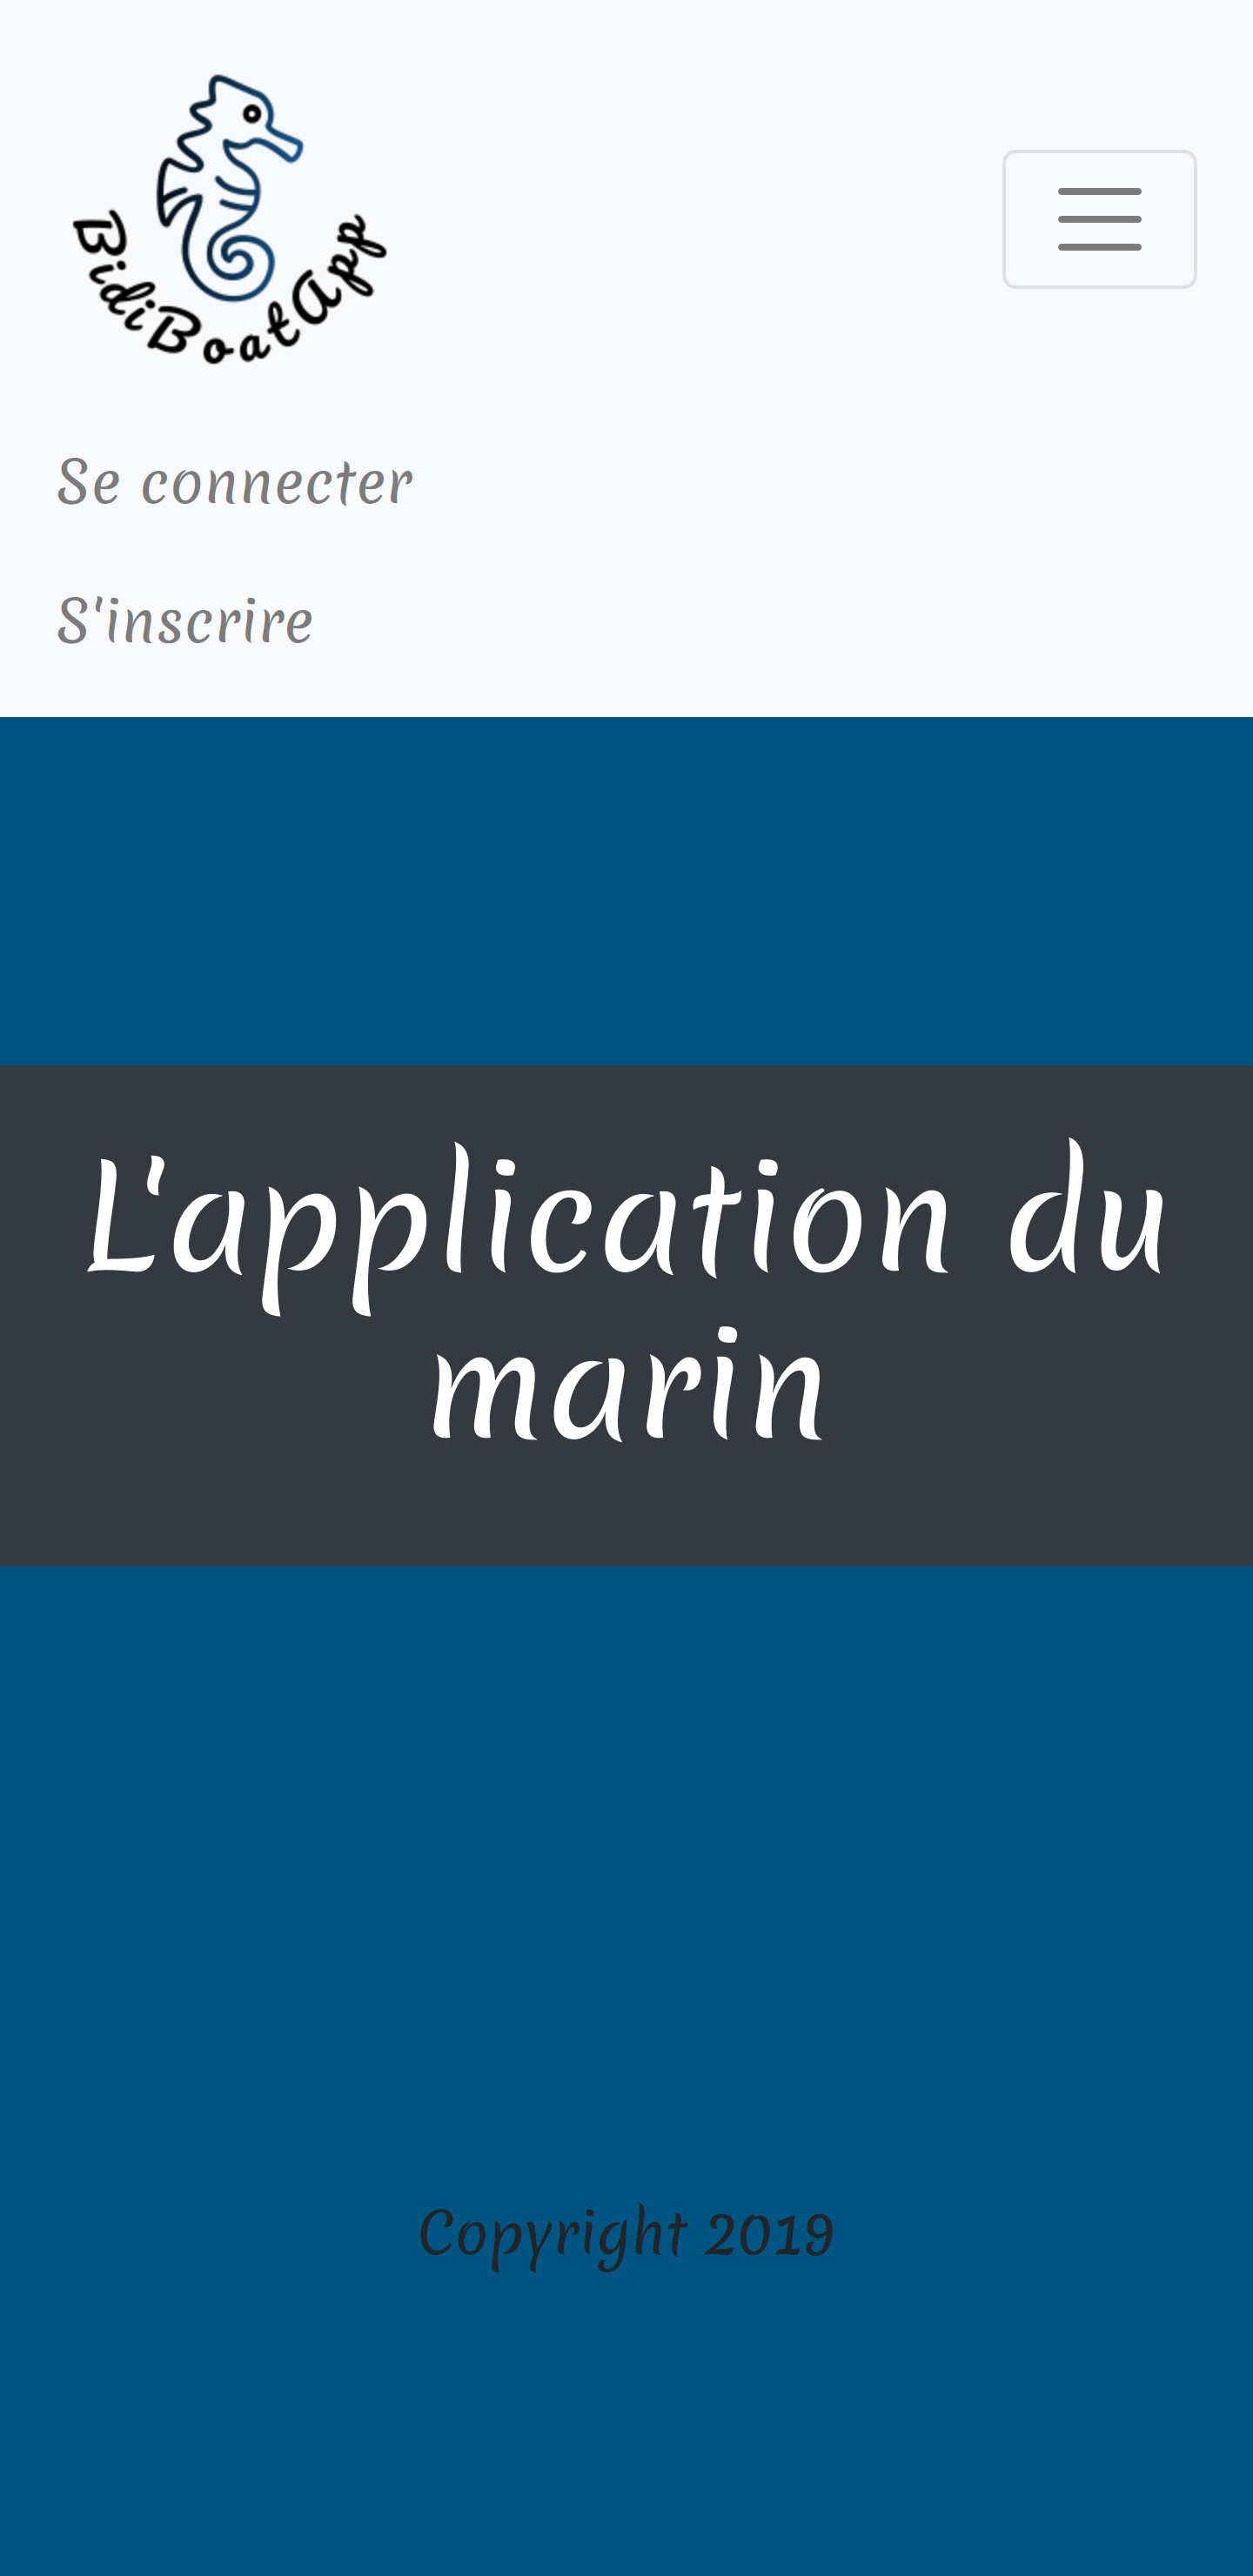 BidiBoatApp
Se connecter
S'inscrire
L'application du
marin
Copyright 2019